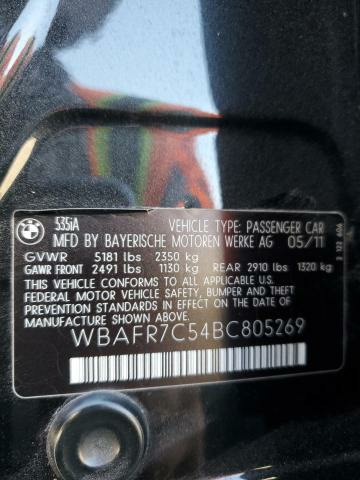 BMW
535iA
VEHICLE TYPE: PASSENGER CAR
MFD BY BAYERISCHE MOTOREN WERKE AG 05/11
GVWR 5181 lbs 2350 kg
GAWR FRONT 2491 lbs 1130 kg REAR 2910 lbs 1320 kg
THIS VEHICLE CONFORMS TO ALL APPLICABLE U.S.
FEDERAL MOTOR VEHICLE SAFETY, BUMPER AND THEFT
PREVENTION STANDARDS IN EFFECT ON THE DATE OF
MANUFACTURE SHOWN ABOVE.
WBAFR7C54BC805269